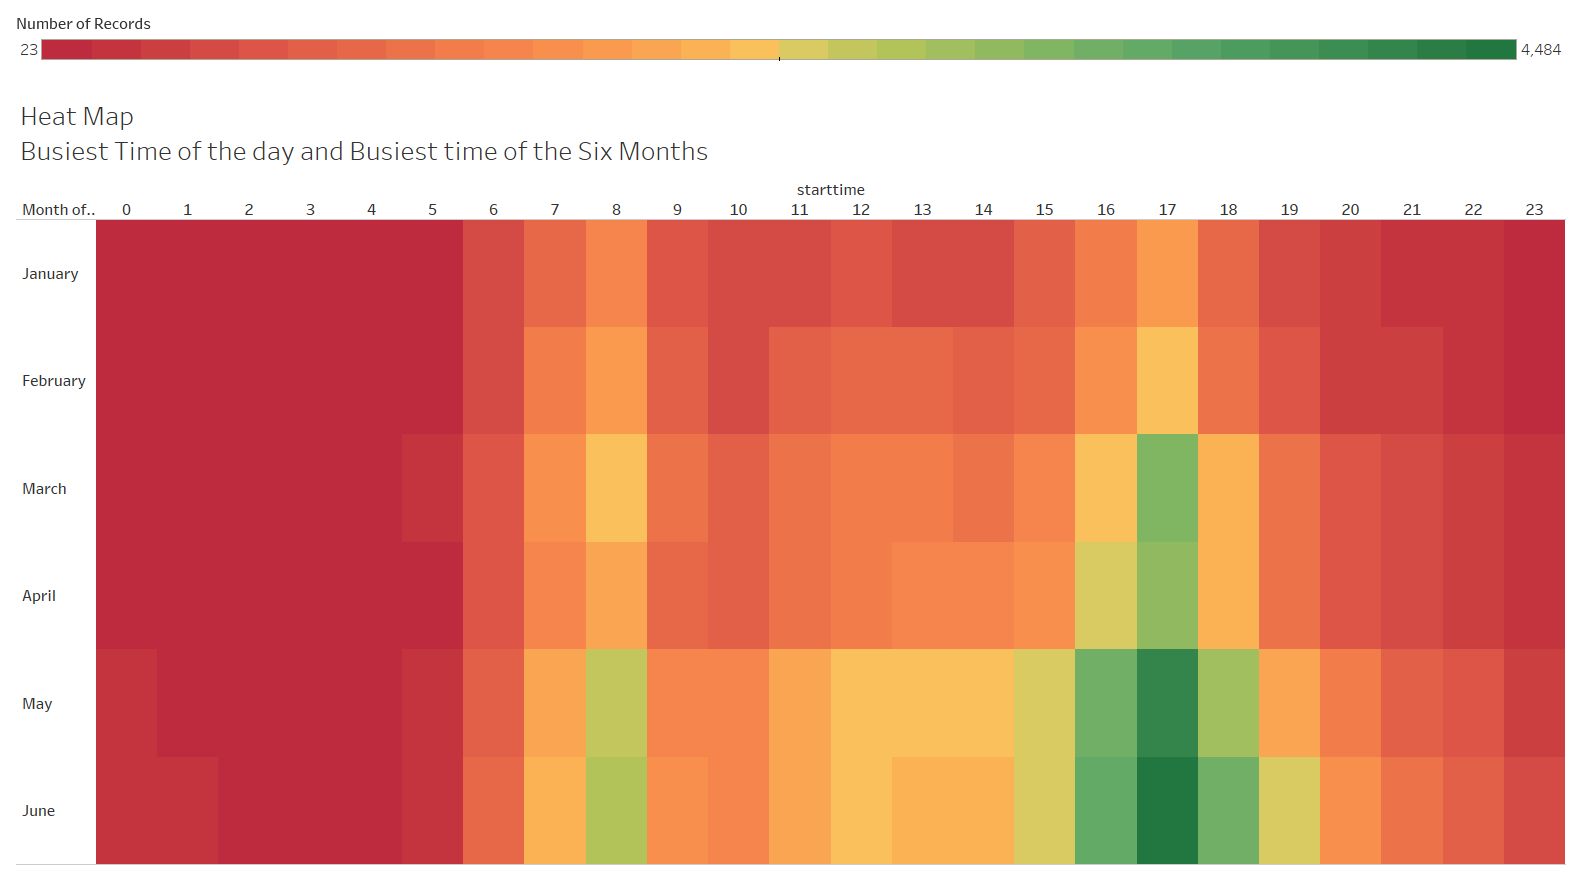 Number of Records
23 4,484
Heat Map
Busiest Time of the day and Busiest time of the Six Months
starttime
Month of.. 0 1 2 3 4 5 6 7 8 9 10 11 12 13 14 15 16 17 18 19 20 21 22 23
January
February
March
April
May
June